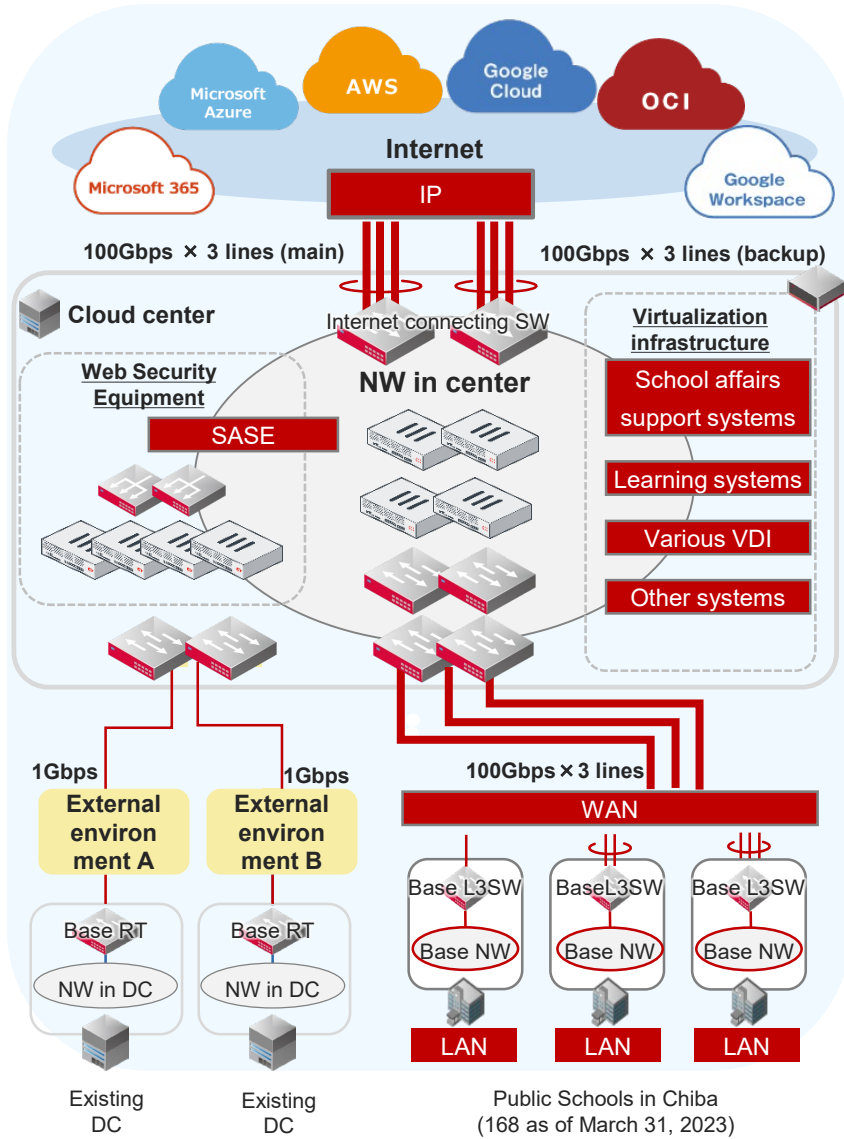 Microsoft
Azure
AWS
Google
Cloud
OCI
Internet
Microsoft 365
IP
Google
Workspace
100Gbps × 3 lines (main)
100Gbps × 3 lines (backup)
Cloud center
Internet connecting SW
Virtualization
infrastructure
Web Security
Equipment
NW in center
School affairs
support systems
SASE
Learning systems
Various VDI
Other systems
1Gbps
1Gbps
100Gbps×3 lines
External
environ
ment A
External
environ
ment B
WAN
Base L3SW
BaseL3SW
Base L3SW
Base RT
Base RT
Base NW
Base NW
Base NW
NW in DC
NW in DC
LAN
LAN
LAN
Existing
DC
Existing
DC
Public Schools in Chiba
(168 as of March 31, 2023)